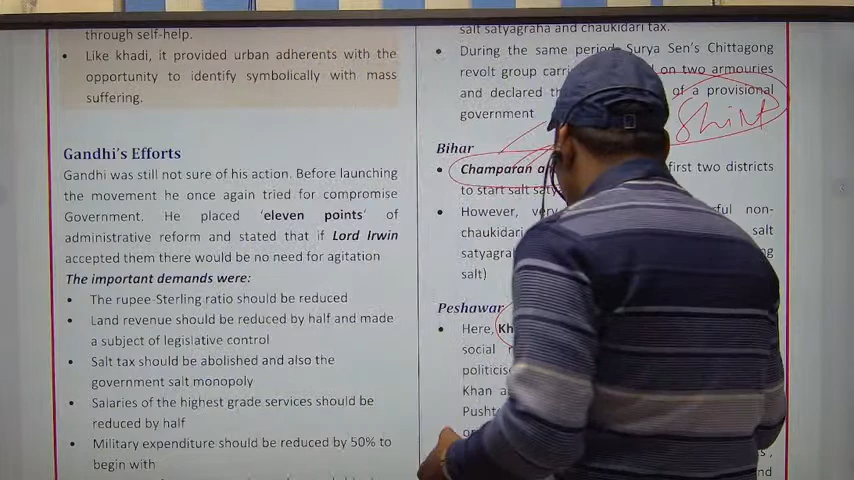 through self-help.
• Like khadi, it provided urban adherents with the
opportunity to identify symbolically with mass
suffering.
Gandhi's Efforts
Gandhi was still not sure of his action. Before launching
the movement he once again tried for compromise
Government. He placed 'eleven points' of
administrative reform and stated that if Lord Irwin
accepted them there would be no need for agitation
The important demands were:
• The rupee-Sterling ratio should be reduced
• Land revenue should be reduced by half and made
a subject of legislative control
• Salt tax should be abolished and also the
government salt monopoly
• Salaries of the highest grade services should be
reduced by half
• Military expenditure should be reduced by 50% to
begin with
salt satyagraha and chaukidari tax.
• During the same period, Surya Sen's Chittagong
revolt group on two armouries
and declared of a provisional
government
Bihar
• Champaran first two districts
to start salt
• However, very non-
chaukidari salt
satyagra
salt)
Peshawar
• Here,
social
politicis
Khan
Pusht